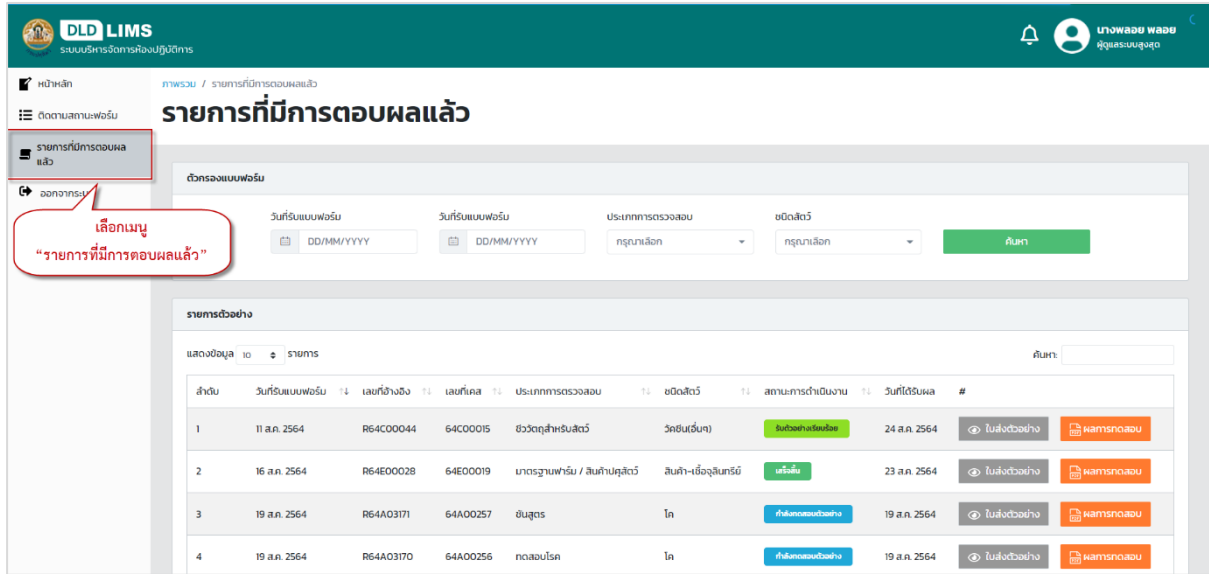 DLD LIMS
ระบบบริหารจัดการห้องปฏิบัติการ
นางพลอย พลอย
ผู้ดูแลระบบสูงสุด
หน้าหลัก
ติดตามสถานะฟอร์ม
รายการที่มีการตอบผล
แล้ว
ออกจากระบบ
เลือกเมนู
“รายการที่มีการตอบผลแล้ว”
ภาพรวม / รายการที่มีการตอบผลแล้ว
รายการที่มีการตอบผลแล้ว
ตัวกรองแบบฟอร์ม
วันที่รับแบบฟอร์ม วันที่รับแบบฟอร์ม ประเภทการตรวจสอบ ชนิดสัตว์
DD/MM/YYYY DD/MM/YYYY กรุณาเลือก กรุณาเลือก ค้นหา
รายการตัวอย่าง
แสดงข้อมูล 10 รายการ ค้นหา:
ลำดับ วันที่รับแบบฟอร์ม เลขที่อ้างอิง เลขที่เคส ประเภทการตรวจสอบ ชนิดสัตว์ สถานะการดำเนินงาน วันที่ได้รับผล #
1 11 ส.ค. 2564 R64C00044 64C00015 ชีววัตถุสำหรับสัตว์ วัคซีน(อื่นๆ) รับตัวอย่างเรียบร้อย 24 ส.ค. 2564 ใบส่งตัวอย่าง ผลการทดสอบ
2 16 ส.ค. 2564 R64E00028 64E00019 มาตรฐานฟาร์ม / สินค้าปศุสัตว์ สินค้า-เชื้อจุลินทรีย์ เสร็จสิ้น 23 ส.ค. 2564 ใบส่งตัวอย่าง ผลการทดสอบ
3 19 ส.ค. 2564 R64A03171 64A00257 ชันสูตร โค กำลังทดสอบตัวอย่าง 19 ส.ค. 2564 ใบส่งตัวอย่าง ผลการทดสอบ
4 19 ส.ค. 2564 R64A03170 64A00256 ทดสอบโรค โค กำลังทดสอบตัวอย่าง 19 ส.ค. 2564 ใบส่งตัวอย่าง ผลการทดสอบ